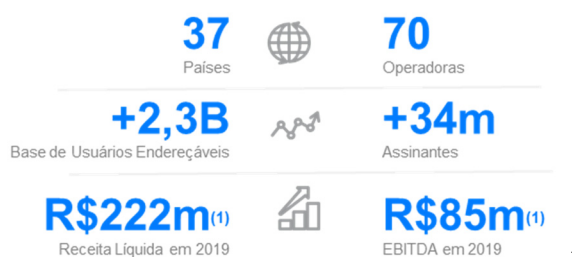 37
70
Países
Operadoras
+2,3B
+34m
Base de Usuários Endereçáveis
Assinantes
R$222m(1)
R$85m(1)
Receita Líquida em 2019
EBITDA em 2019